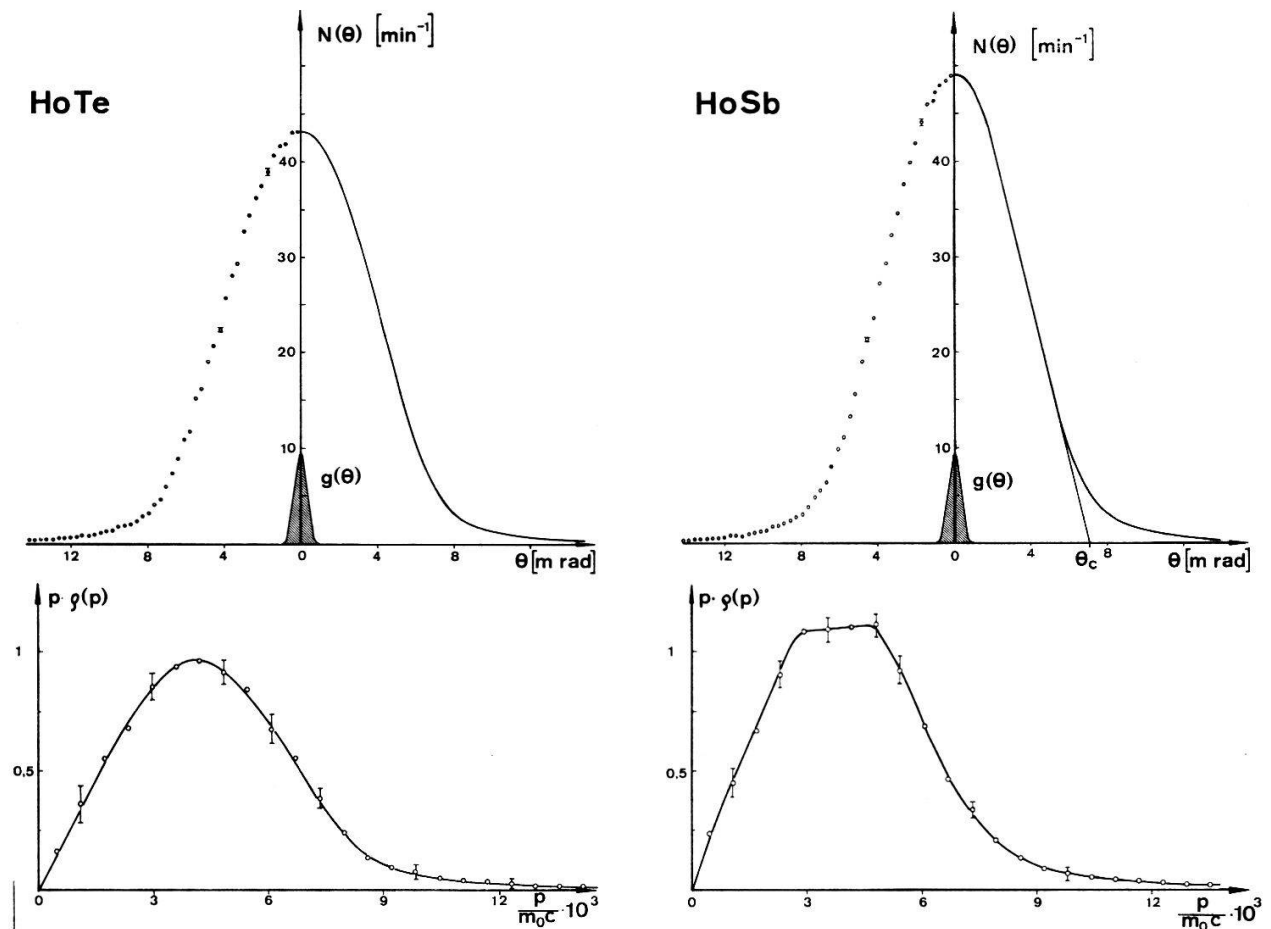 N(θ) [min⁻¹]
HoTe
40
30
20
10
g(θ)
12
8
4
0
4
8
θ[m rad]
N(θ) [min⁻¹]
HoSb
40
30
20
10
g(θ)
12
8
4
0
4
θc
8
θ[m rad]
p·ρ(p)
1
0,5
0
3
6
9
12
p/m₀c·10³
p·ρ(p)
1
0,5
0
3
6
9
12
p/m₀c·10³